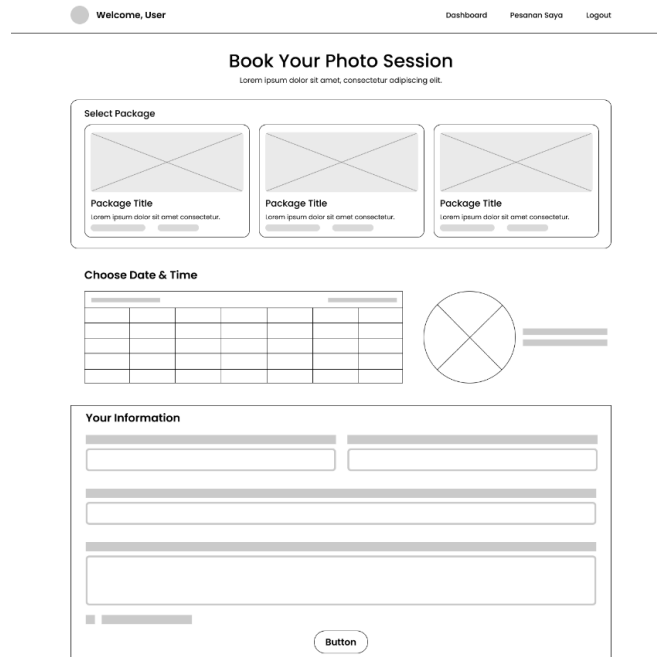 Welcome, User
Dashboard
Pesanan Saya
Logout
Book Your Photo Session
Lorem ipsum dolor sit amet, consectetur adipiscing elit.
Select Package
Package Title
Lorem ipsum dolor sit amet consectetur.
Package Title
Lorem ipsum dolor sit amet consectetur.
Package Title
Lorem ipsum dolor sit amet consectetur.
Choose Date & Time
Your Information
Button